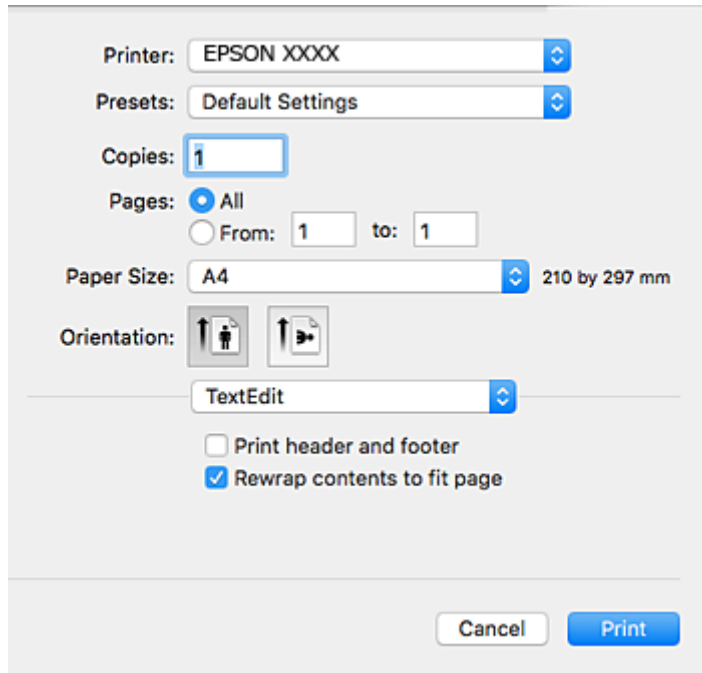 Printer: EPSON XXXX
Presets: Default Settings
Copies: 1
Pages: All
From: 1 to: 1
Paper Size: A4 210 by 297 mm
Orientation:
TextEdit
Print header and footer
Rewrap contents to fit page
Cancel Print